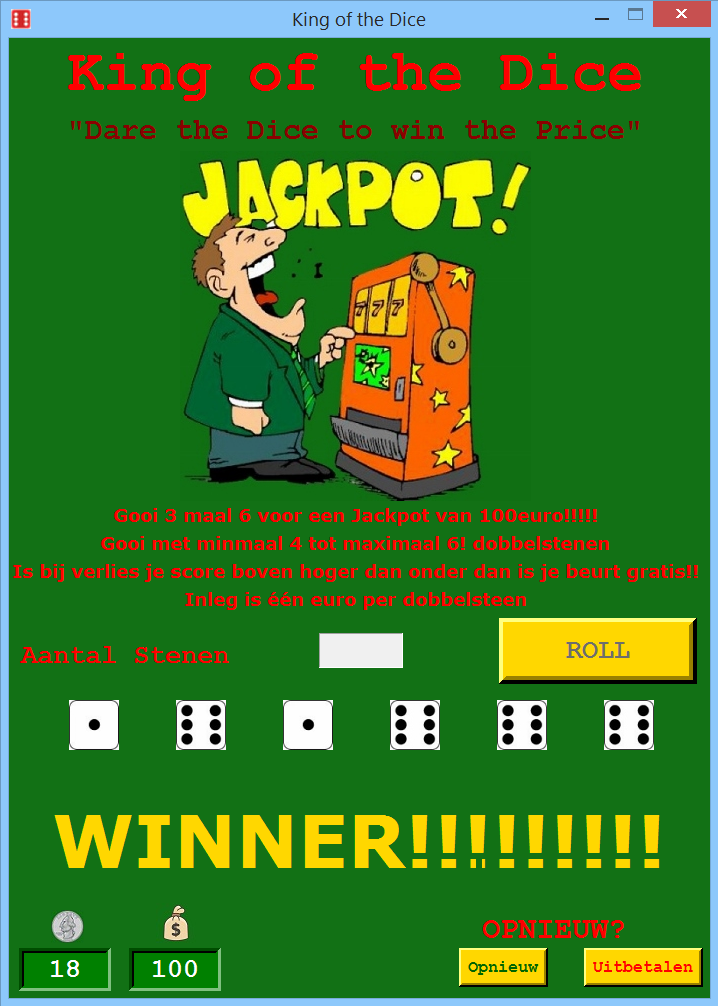 King of the Dice
King of the Dice
"Dare the Dice to win the Price"
JACKPOT!
7 7 7
Gooi 3 maal 6 voor een Jackpot van 100euro!!!!!
Gooi met minmaal 4 tot maximaal 6! dobbelstenen
Is bij verlies je score boven hoger dan onder dan is je beurt gratis!!
Inleg is één euro per dobbelsteen
Aantal Stenen
ROLL
WINNER!!!!!!!!!
$
OPNIEUW?
18
100
Opnieuw
Uitbetalen